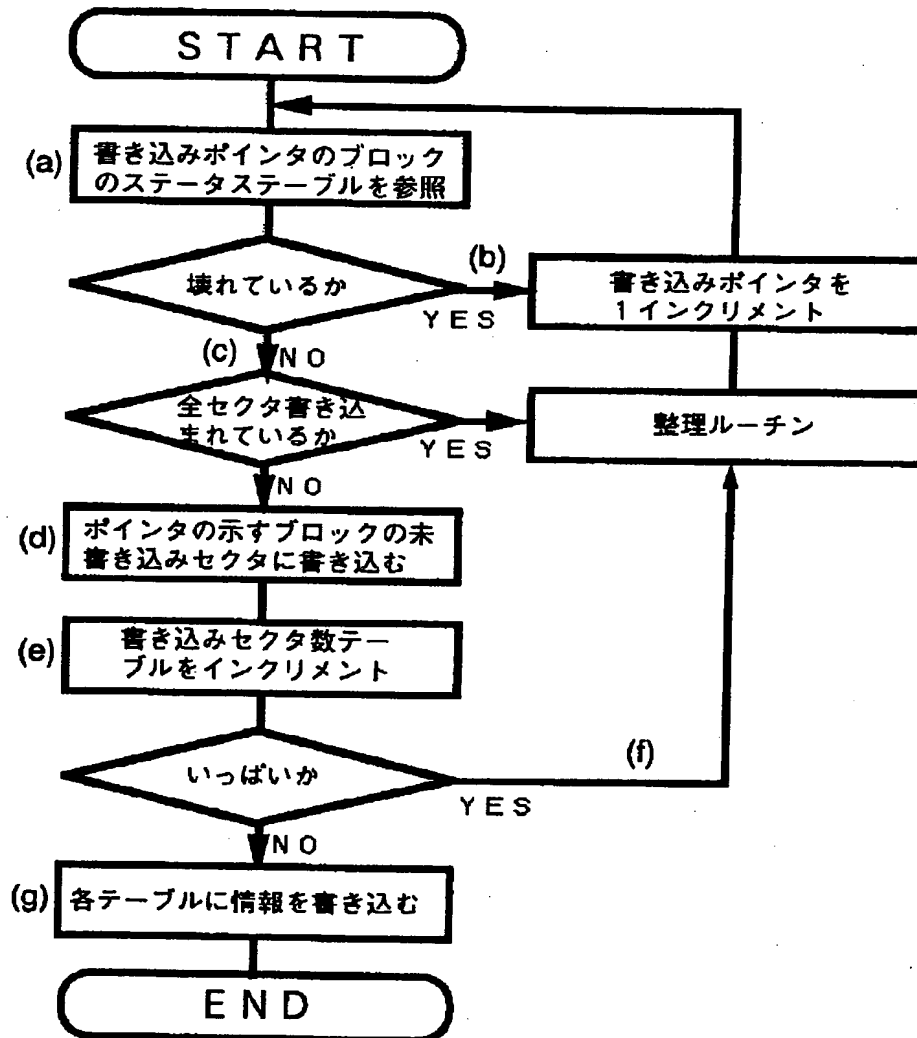 START
(a)
書き込みポインタのブロック
のステータステーブルを参照
壊れているか
(b)
YES
書き込みポインタを
1インクリメント
(c)
NO
全セクタ書き込
まれているか
YES
整理ルーチン
NO
(d)
ポインタの示すブロックの未
書き込みセクタに書き込む
(e)
書き込みセクタ数テー
ブルをインクリメント
いっぱいか
(f)
YES
NO
(g)
各テーブルに情報を書き込む
END